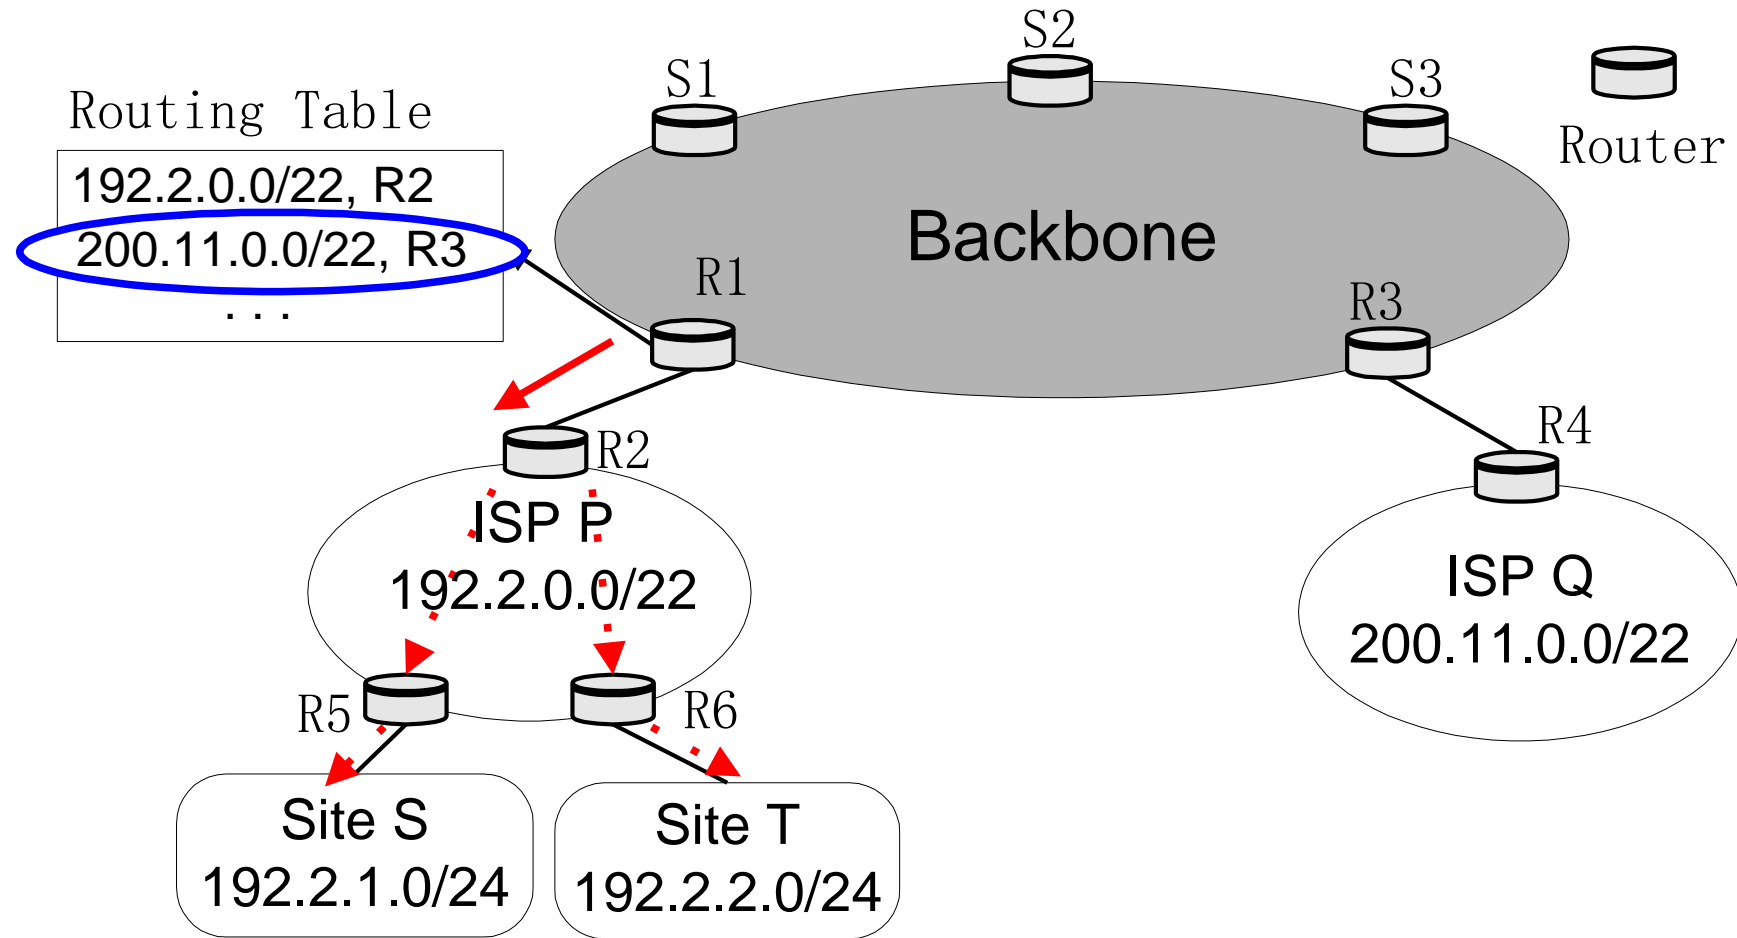 S2
S1
S3
Routing Table
Router
192.2.0.0/22, R2
200.11.0.0/22, R3
. . .
Backbone
R1
R3
R2
R4
ISP P
192.2.0.0/22
ISP Q
200.11.0.0/22
R5
R6
Site S
192.2.1.0/24
Site T
192.2.2.0/24